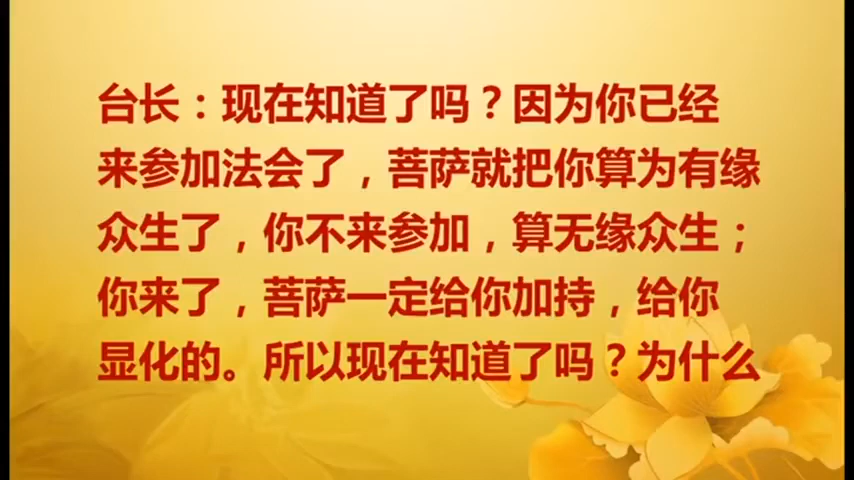 台长：现在知道了吗？因为你已经
来参加法会了，菩萨就把你算为有缘
众生了，你不来参加，算无缘众生；
你来了，菩萨一定给你加持，给你
显化的。所以现在知道了吗？为什么